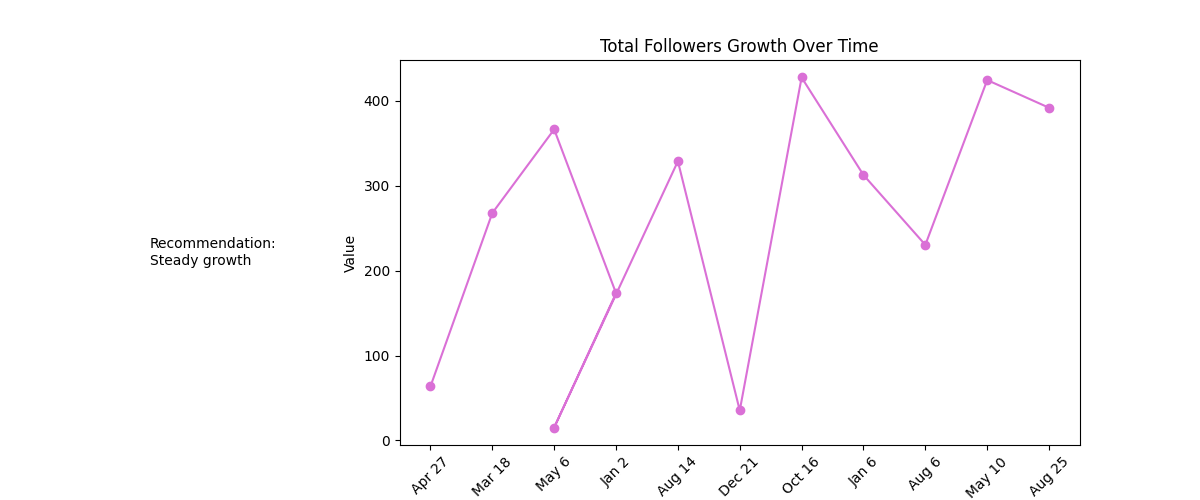 Total Followers Growth Over Time
Recommendation:
Steady growth
Value
400
300
200
100
0
Apr 27
Mar 18
May 6
Jan 2
Aug 14
Dec 21
Oct 16
Jan 6
Aug 6
May 10
Aug 25